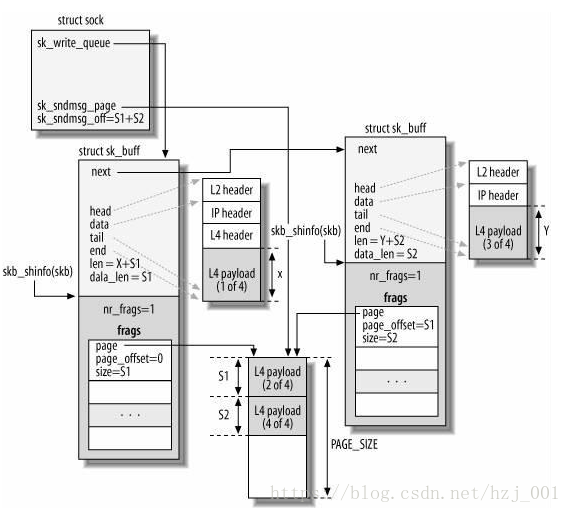 struct sock
sk_write_queue
sk_sndmsg_page
sk_sndmsg_off=S1+S2
struct sk_buff
next
head
data
tail
end
len = X+S1
dala_len = S1
skb_shinfo(skb)
nr_frags=1
frags
page
page_offset=0
size=S1
...
L2 header
IP header
L4 header
L4 payload
(1 of 4)
x
struct sk_buff
next
head
data
tail
end
len = Y+S2
data_len = S2
skb_shinfo(skb)
nr_frags=1
frags
page
page_offset=S1
size=S2
...
L2 header
IP header
L4 payload
(3 of 4)
Y
S1
L4 payload
(2 of 4)
S2
L4 payload
(4 of 4)
PAGE_SIZE
https://blog.csdn.net/hzj_001